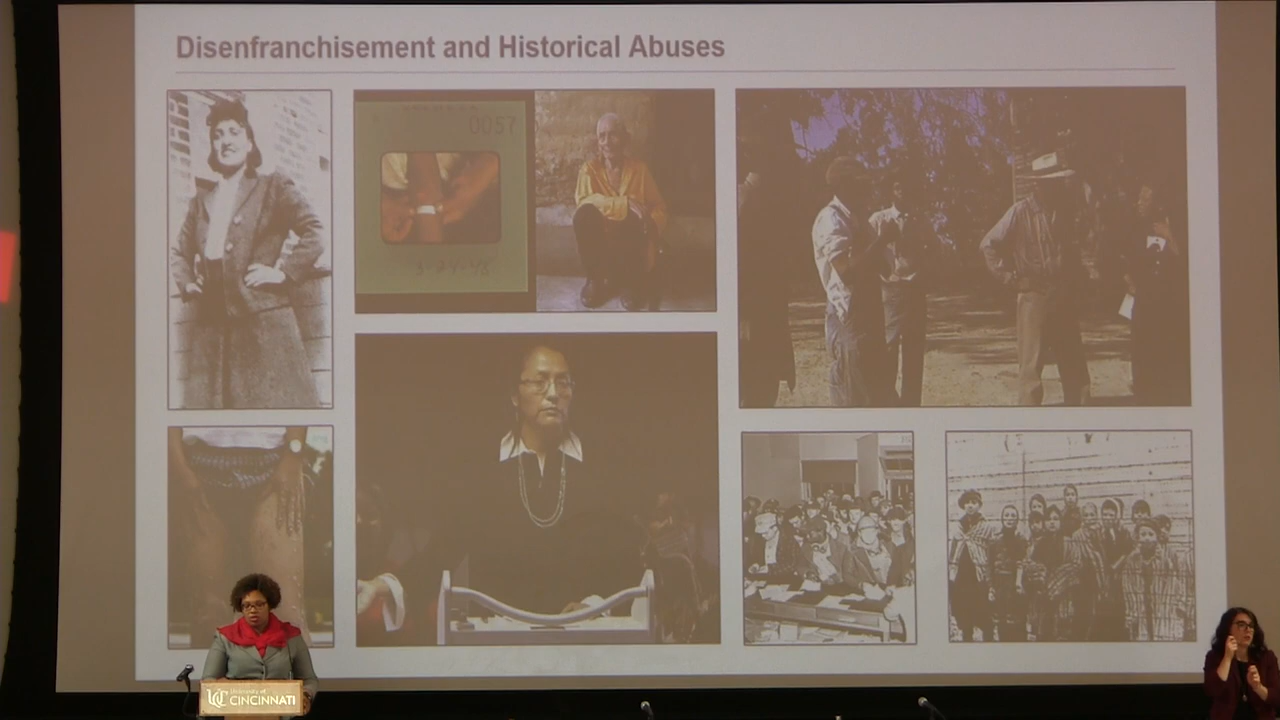 Disenfranchisement and Historical Abuses
0057
University of
CINCINNATI